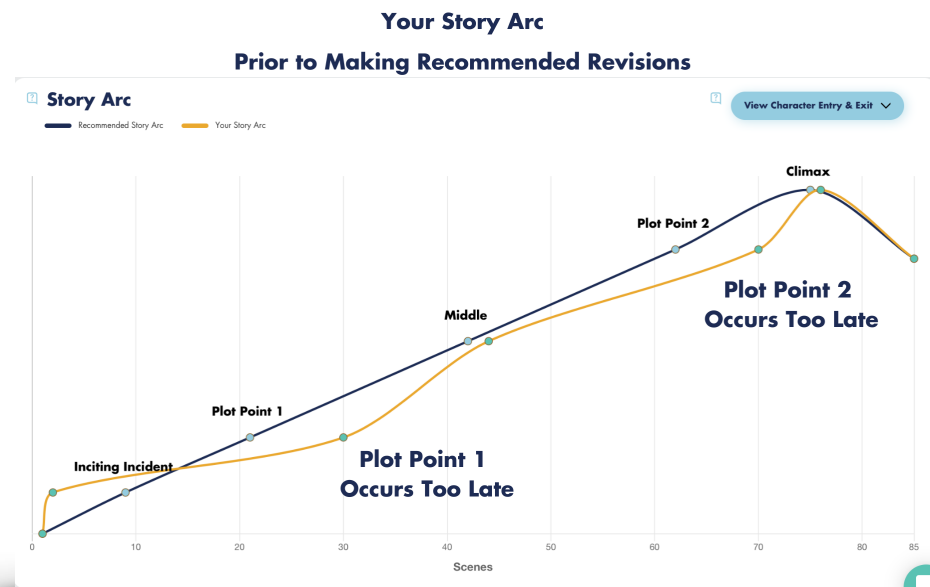 Your Story Arc
Prior to Making Recommended Revisions
? Story Arc
?
View Character Entry & Exit
Recommended Story Arc
Your Story Arc
Climax
Plot Point 2
Plot Point 2
Occurs Too Late
Middle
Plot Point 1
Inciting Incident
Plot Point 1
Occurs Too Late
0 10 20 30 40 50 60 70 80 85
Scenes